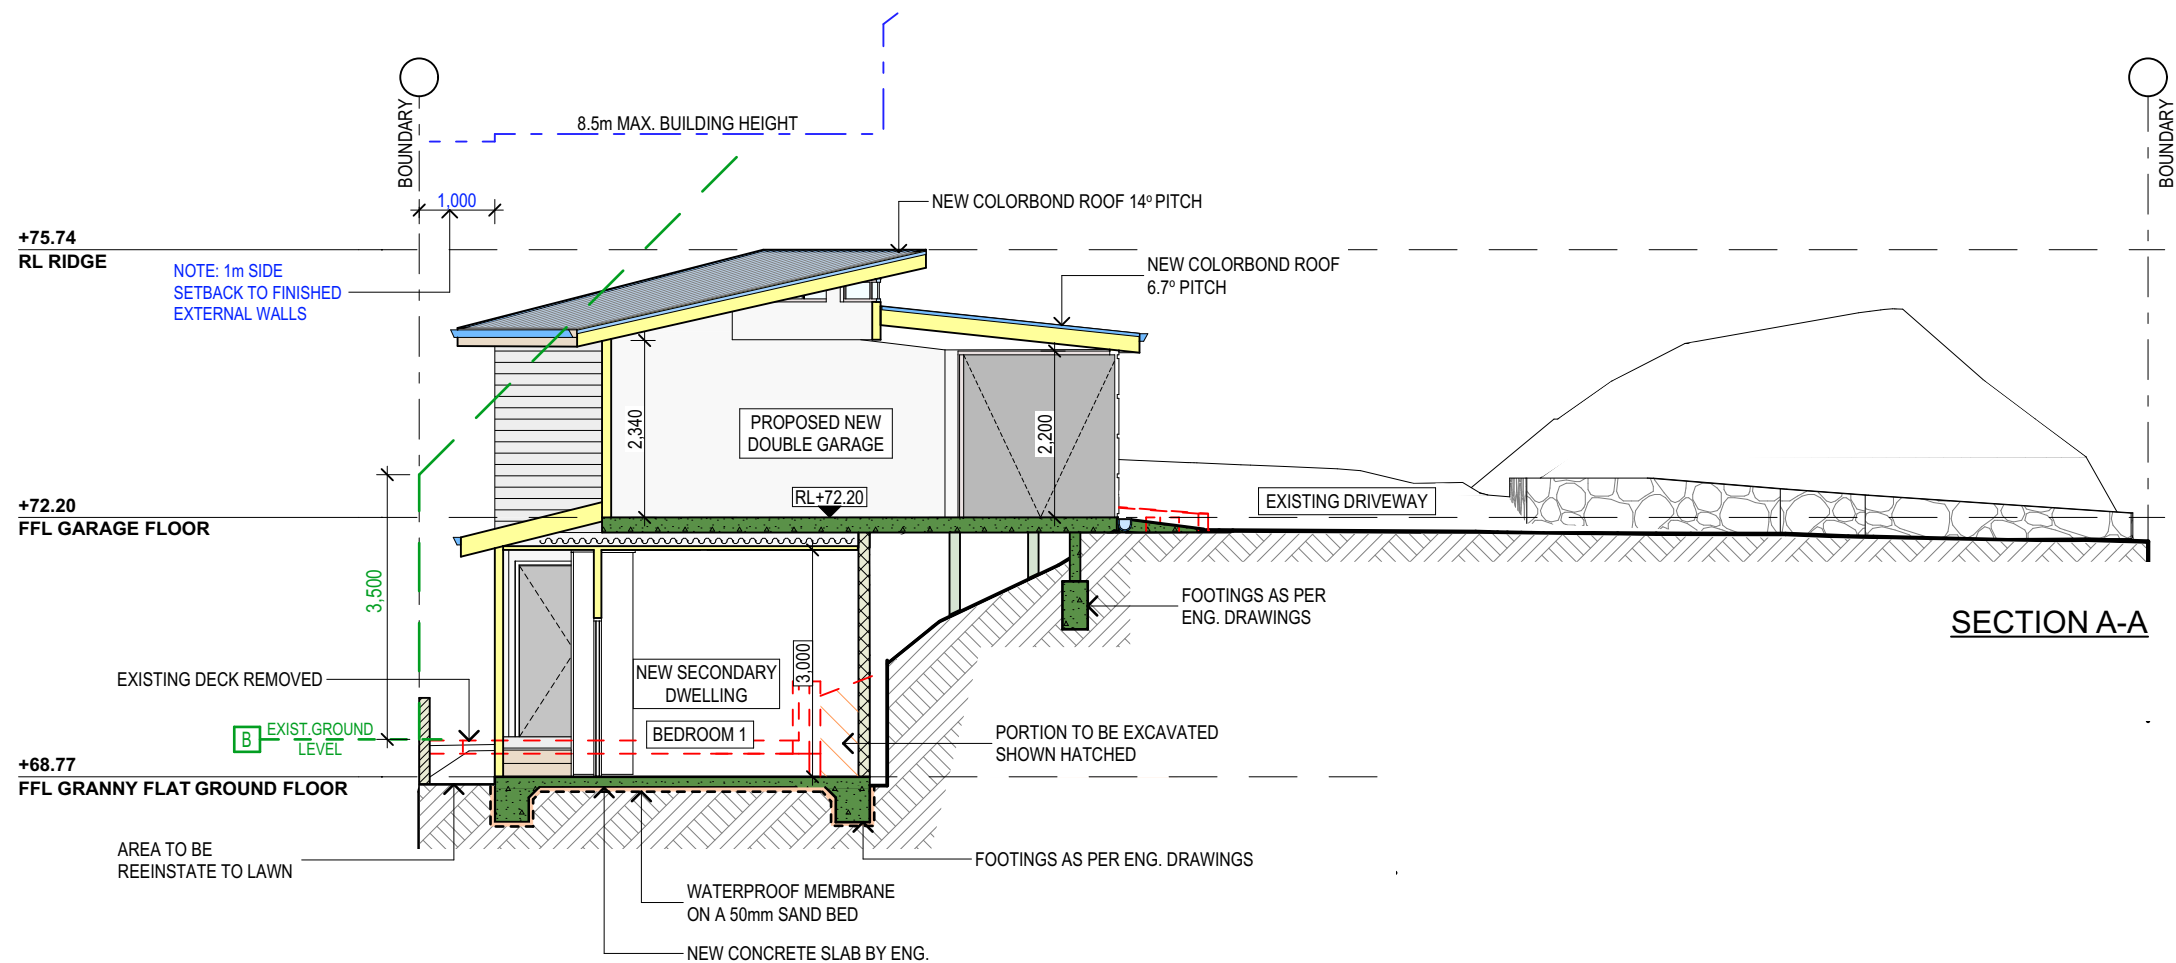 BOUNDARY
BOUNDARY
8.5m MAX. BUILDING HEIGHT
1,000
NEW COLORBOND ROOF 14º PITCH
+75.74
RL RIDGE
NOTE: 1m SIDE
SETBACK TO FINISHED
EXTERNAL WALLS
NEW COLORBOND ROOF
6.7º PITCH
2,340
PROPOSED NEW
DOUBLE GARAGE
2,200
RL+72.20
EXISTING DRIVEWAY
+72.20
FFL GARAGE FLOOR
3,500
FOOTINGS AS PER
ENG. DRAWINGS
SECTION A-A
EXISTING DECK REMOVED
NEW SECONDARY
DWELLING
3,000
B
EXIST.GROUND
LEVEL
BEDROOM 1
PORTION TO BE EXCAVATED
SHOWN HATCHED
+68.77
FFL GRANNY FLAT GROUND FLOOR
AREA TO BE
REEINSTATE TO LAWN
FOOTINGS AS PER ENG. DRAWINGS
WATERPROOF MEMBRANE
ON A 50mm SAND BED
NEW CONCRETE SLAB BY ENG.